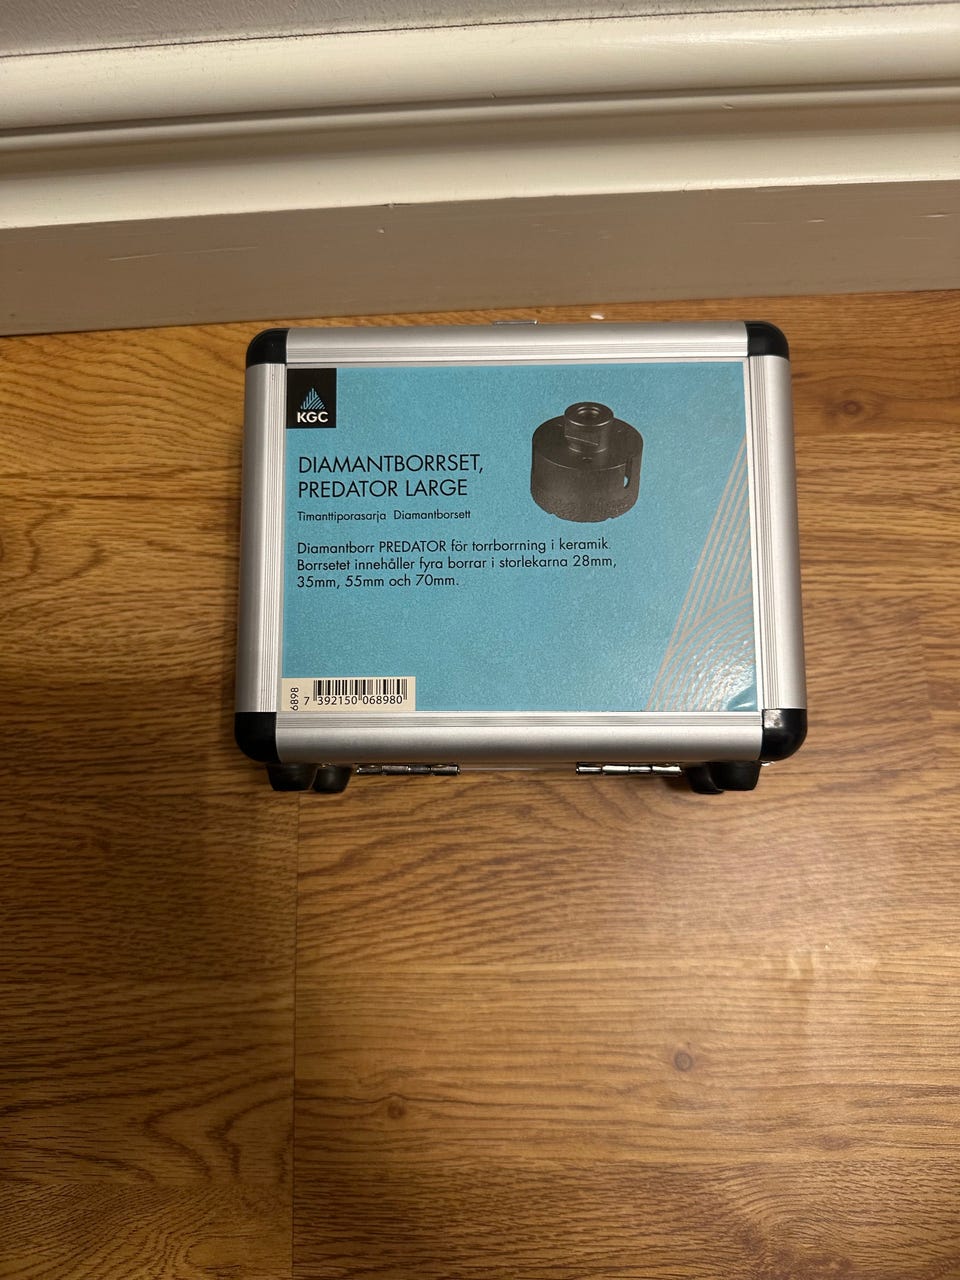 KGC
DIAMANTBORRSET,
PREDATOR LARGE
Timanttiporasarja Diamantborsett
Diamantborr PREDATOR för torrborrning i keramik.
Borrsetet innehåller fyra borrar i storlekarna 28mm,
35mm, 55mm och 70mm.
6898
7 392150 068980